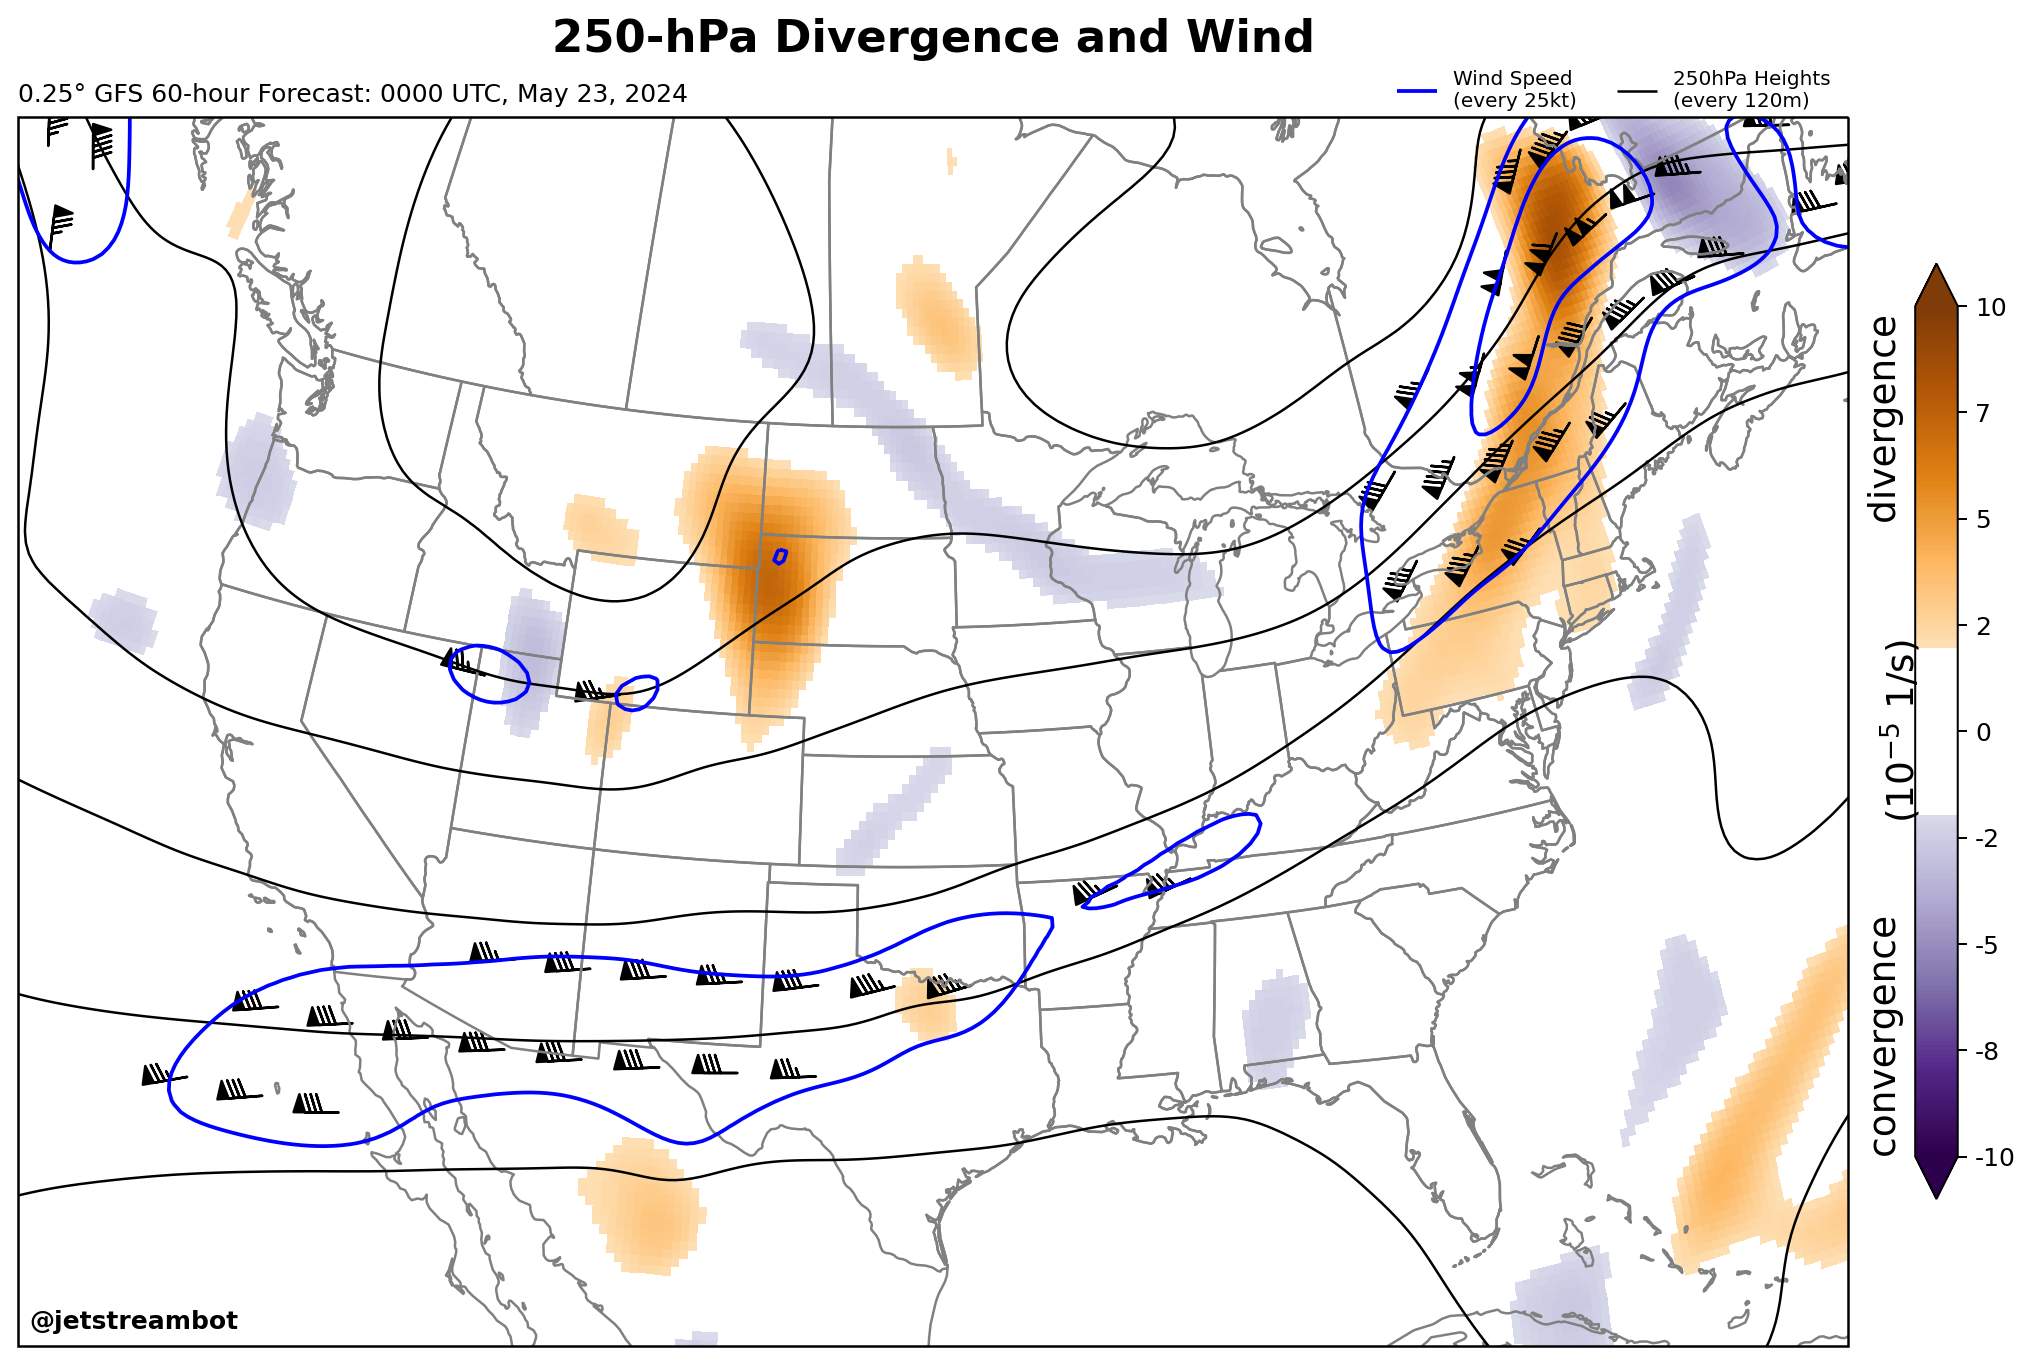 250-hPa Divergence and Wind
0.25° GFS 60-hour Forecast: 0000 UTC, May 23, 2024
Wind Speed
(every 25kt)
250hPa Heights
(every 120m)
10
7
5
2
0
-2
-5
-8
-10
convergence (10⁻⁵ 1/s) divergence
@jetstreambot